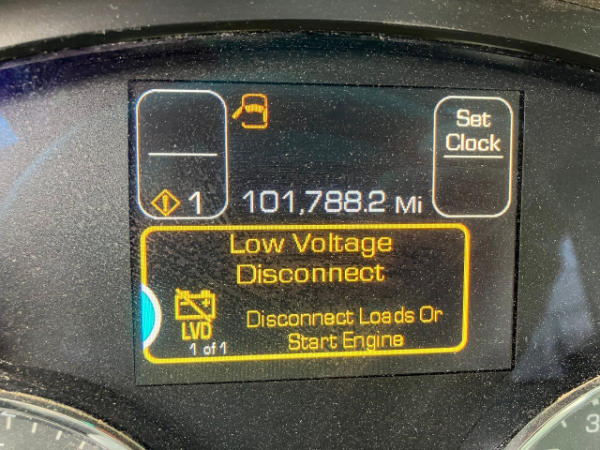 Set
Clock
1
101,788.2 Mi
Low Voltage
Disconnect
LVD
Disconnect Loads Or
Start Engine
1 of 1
3